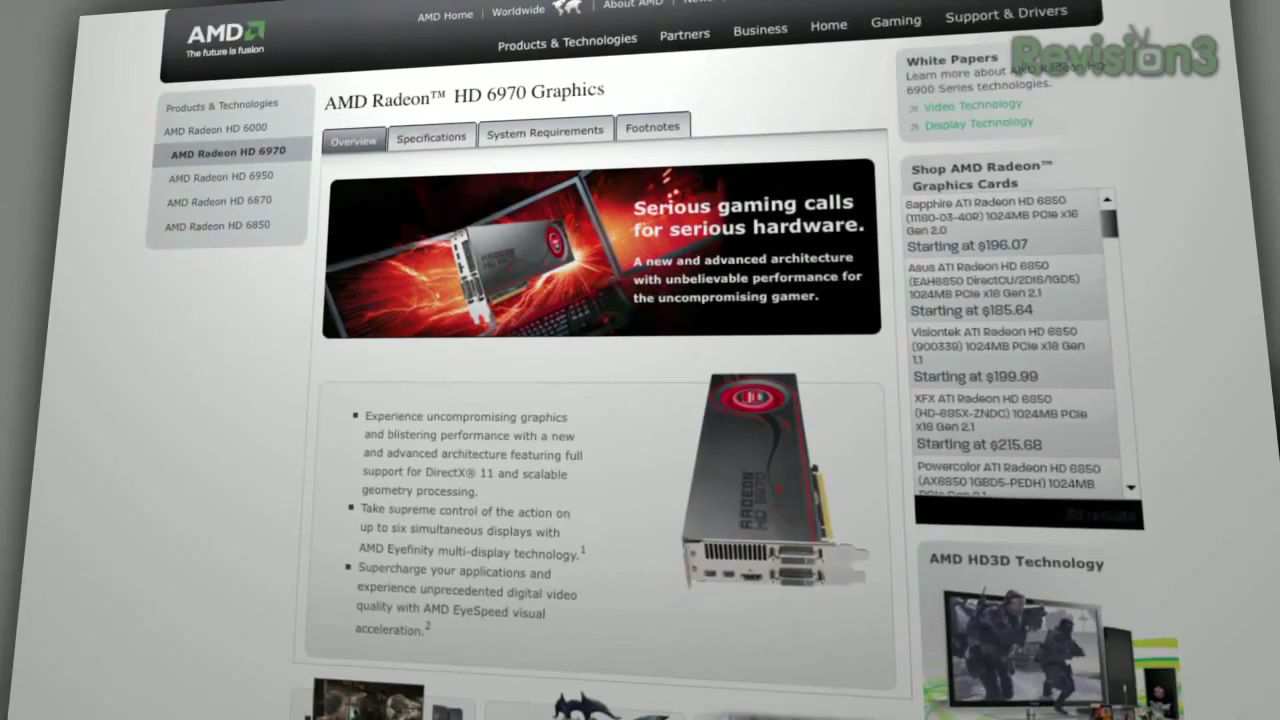 AMD
The future is fusion
AMD Home
Worldwide
About AMD
Products & Technologies
Partners
Business
Home
Gaming
Support & Drivers
Revision3
Products & Technologies
AMD Radeon HD 6000
AMD Radeon HD 6970
AMD Radeon HD 6950
AMD Radeon HD 6870
AMD Radeon HD 6850
AMD Radeon™ HD 6970 Graphics
Overview
Specifications
System Requirements
Footnotes
Serious gaming calls
for serious hardware.
A new and advanced architecture
with unbelievable performance for
the uncompromising gamer.
Experience uncompromising graphics
and blistering performance with a new
and advanced architecture featuring full
support for DirectX® 11 and scalable
geometry processing.
Take supreme control of the action on
up to six simultaneous displays with
AMD Eyefinity multi-display technology.1
Supercharge your applications and
experience unprecedented digital video
quality with AMD EyeSpeed visual
acceleration.2
RADEON
HD 6970
White Papers
Learn more about AMD Radeon HD
6900 Series technologies.
Video Technology
Display Technology
Shop AMD Radeon™
Graphics Cards
Sapphire ATI Radeon HD 6850
(11180-03-40R) 1024MB PCIe x16
Gen 2.0
Starting at $196.07
Asus ATI Radeon HD 6850
(EAH6850 DirectCU/2DIS/1GD5)
1024MB PCIe x16 Gen 2.1
Starting at $185.64
Visiontek ATI Radeon HD 6850
(900339) 1024MB PCIe x16 Gen
1.1
Starting at $199.99
XFX ATI Radeon HD 6850
(HD-685X-ZNDC) 1024MB PCIe
x16 Gen 2.1
Starting at $215.68
Powercolor ATI Radeon HD 6850
(AX6850 1GBD5-PEDH) 1024MB
PCIe Gen 2.1
results
AMD HD3D Technology